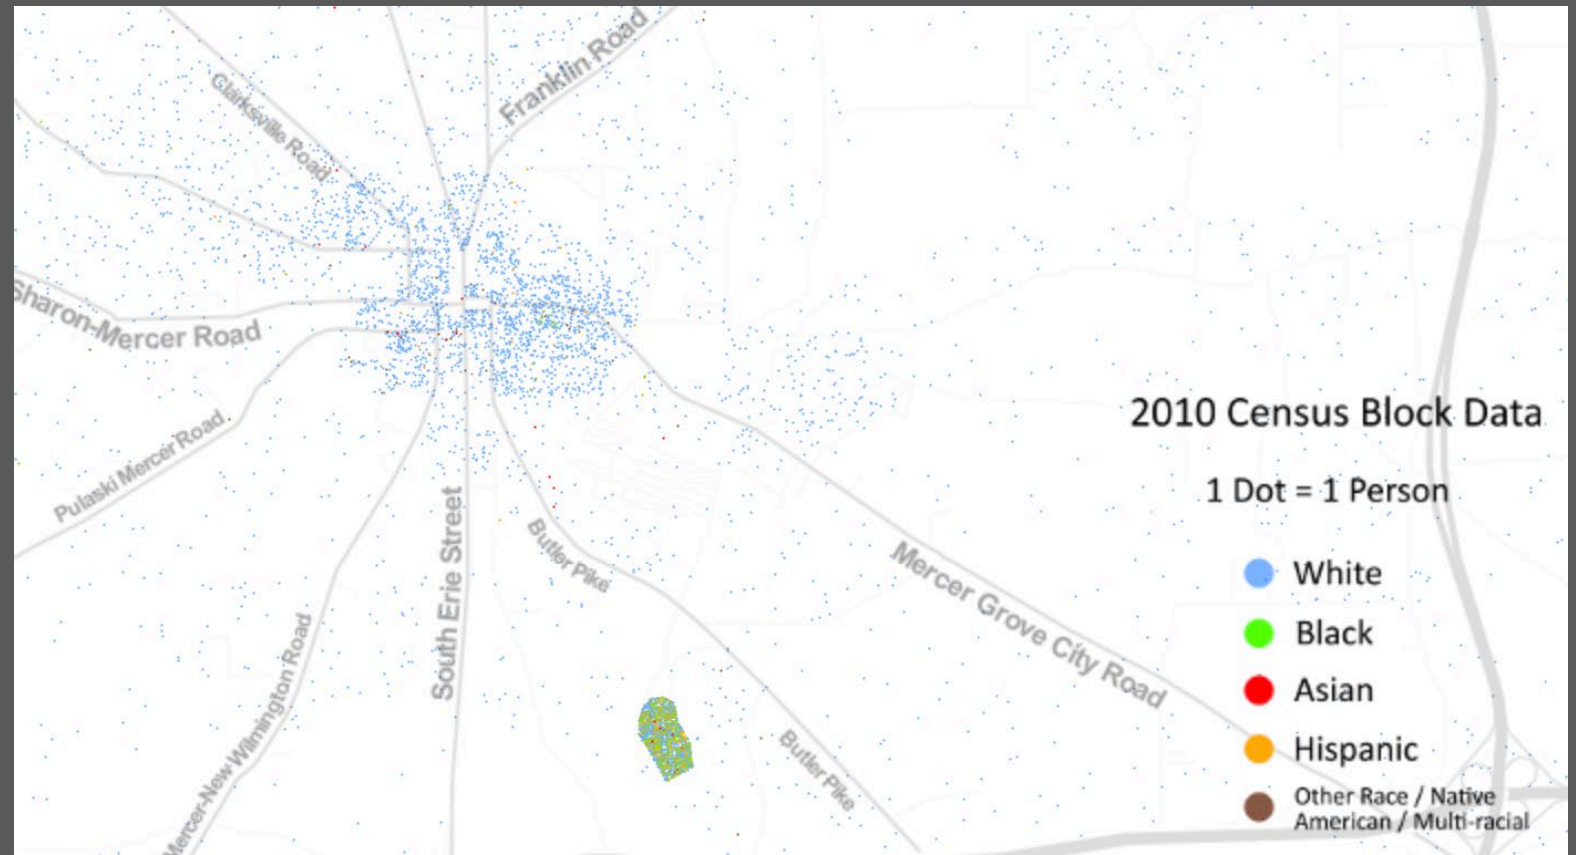 Franklin Road
Clarksville Road
Sharon-Mercer Road
2010 Census Block Data
Pulaski Mercer Road
1 Dot = 1 Person
South Erie Street
Butler Pike
Mercer Grove City Road
White
Black
Mercer-New-Wilmington Road
Asian
Butler Pike
Hispanic
Other Race / Native
American / Multi-racial